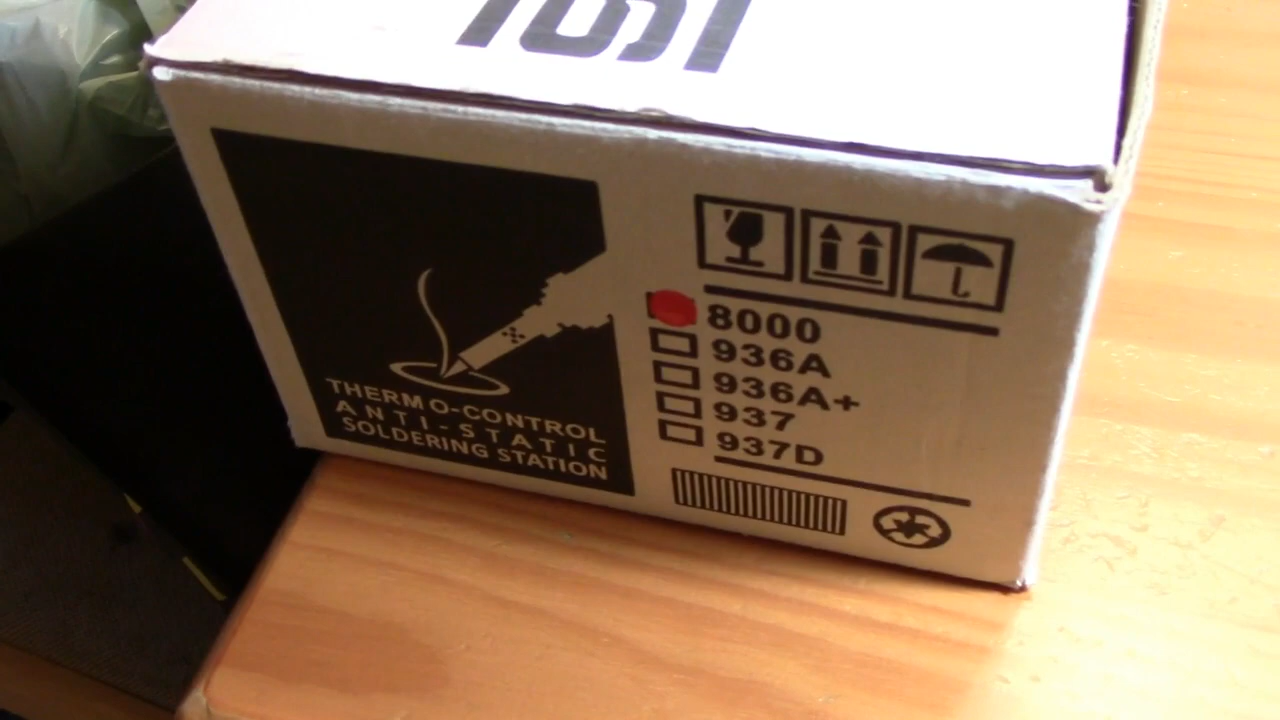 THERMO-CONTROL
ANTI-STATIC
SOLDERING STATION
8000
936A
936A+
937
937D